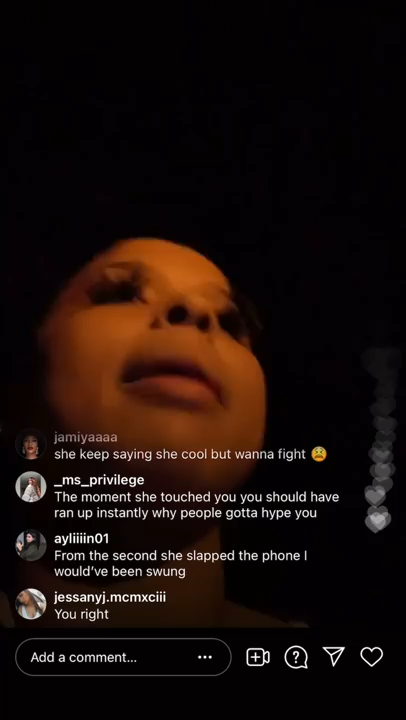 jamiyaaaa
she keep saying she cool but wanna fight 😩
_ms_privilege
The moment she touched you you should have
ran up instantly why people gotta hype you
ayliiiin01
From the second she slapped the phone I
would've been swung
jessanyj.mcmxciii
You right
Add a comment...